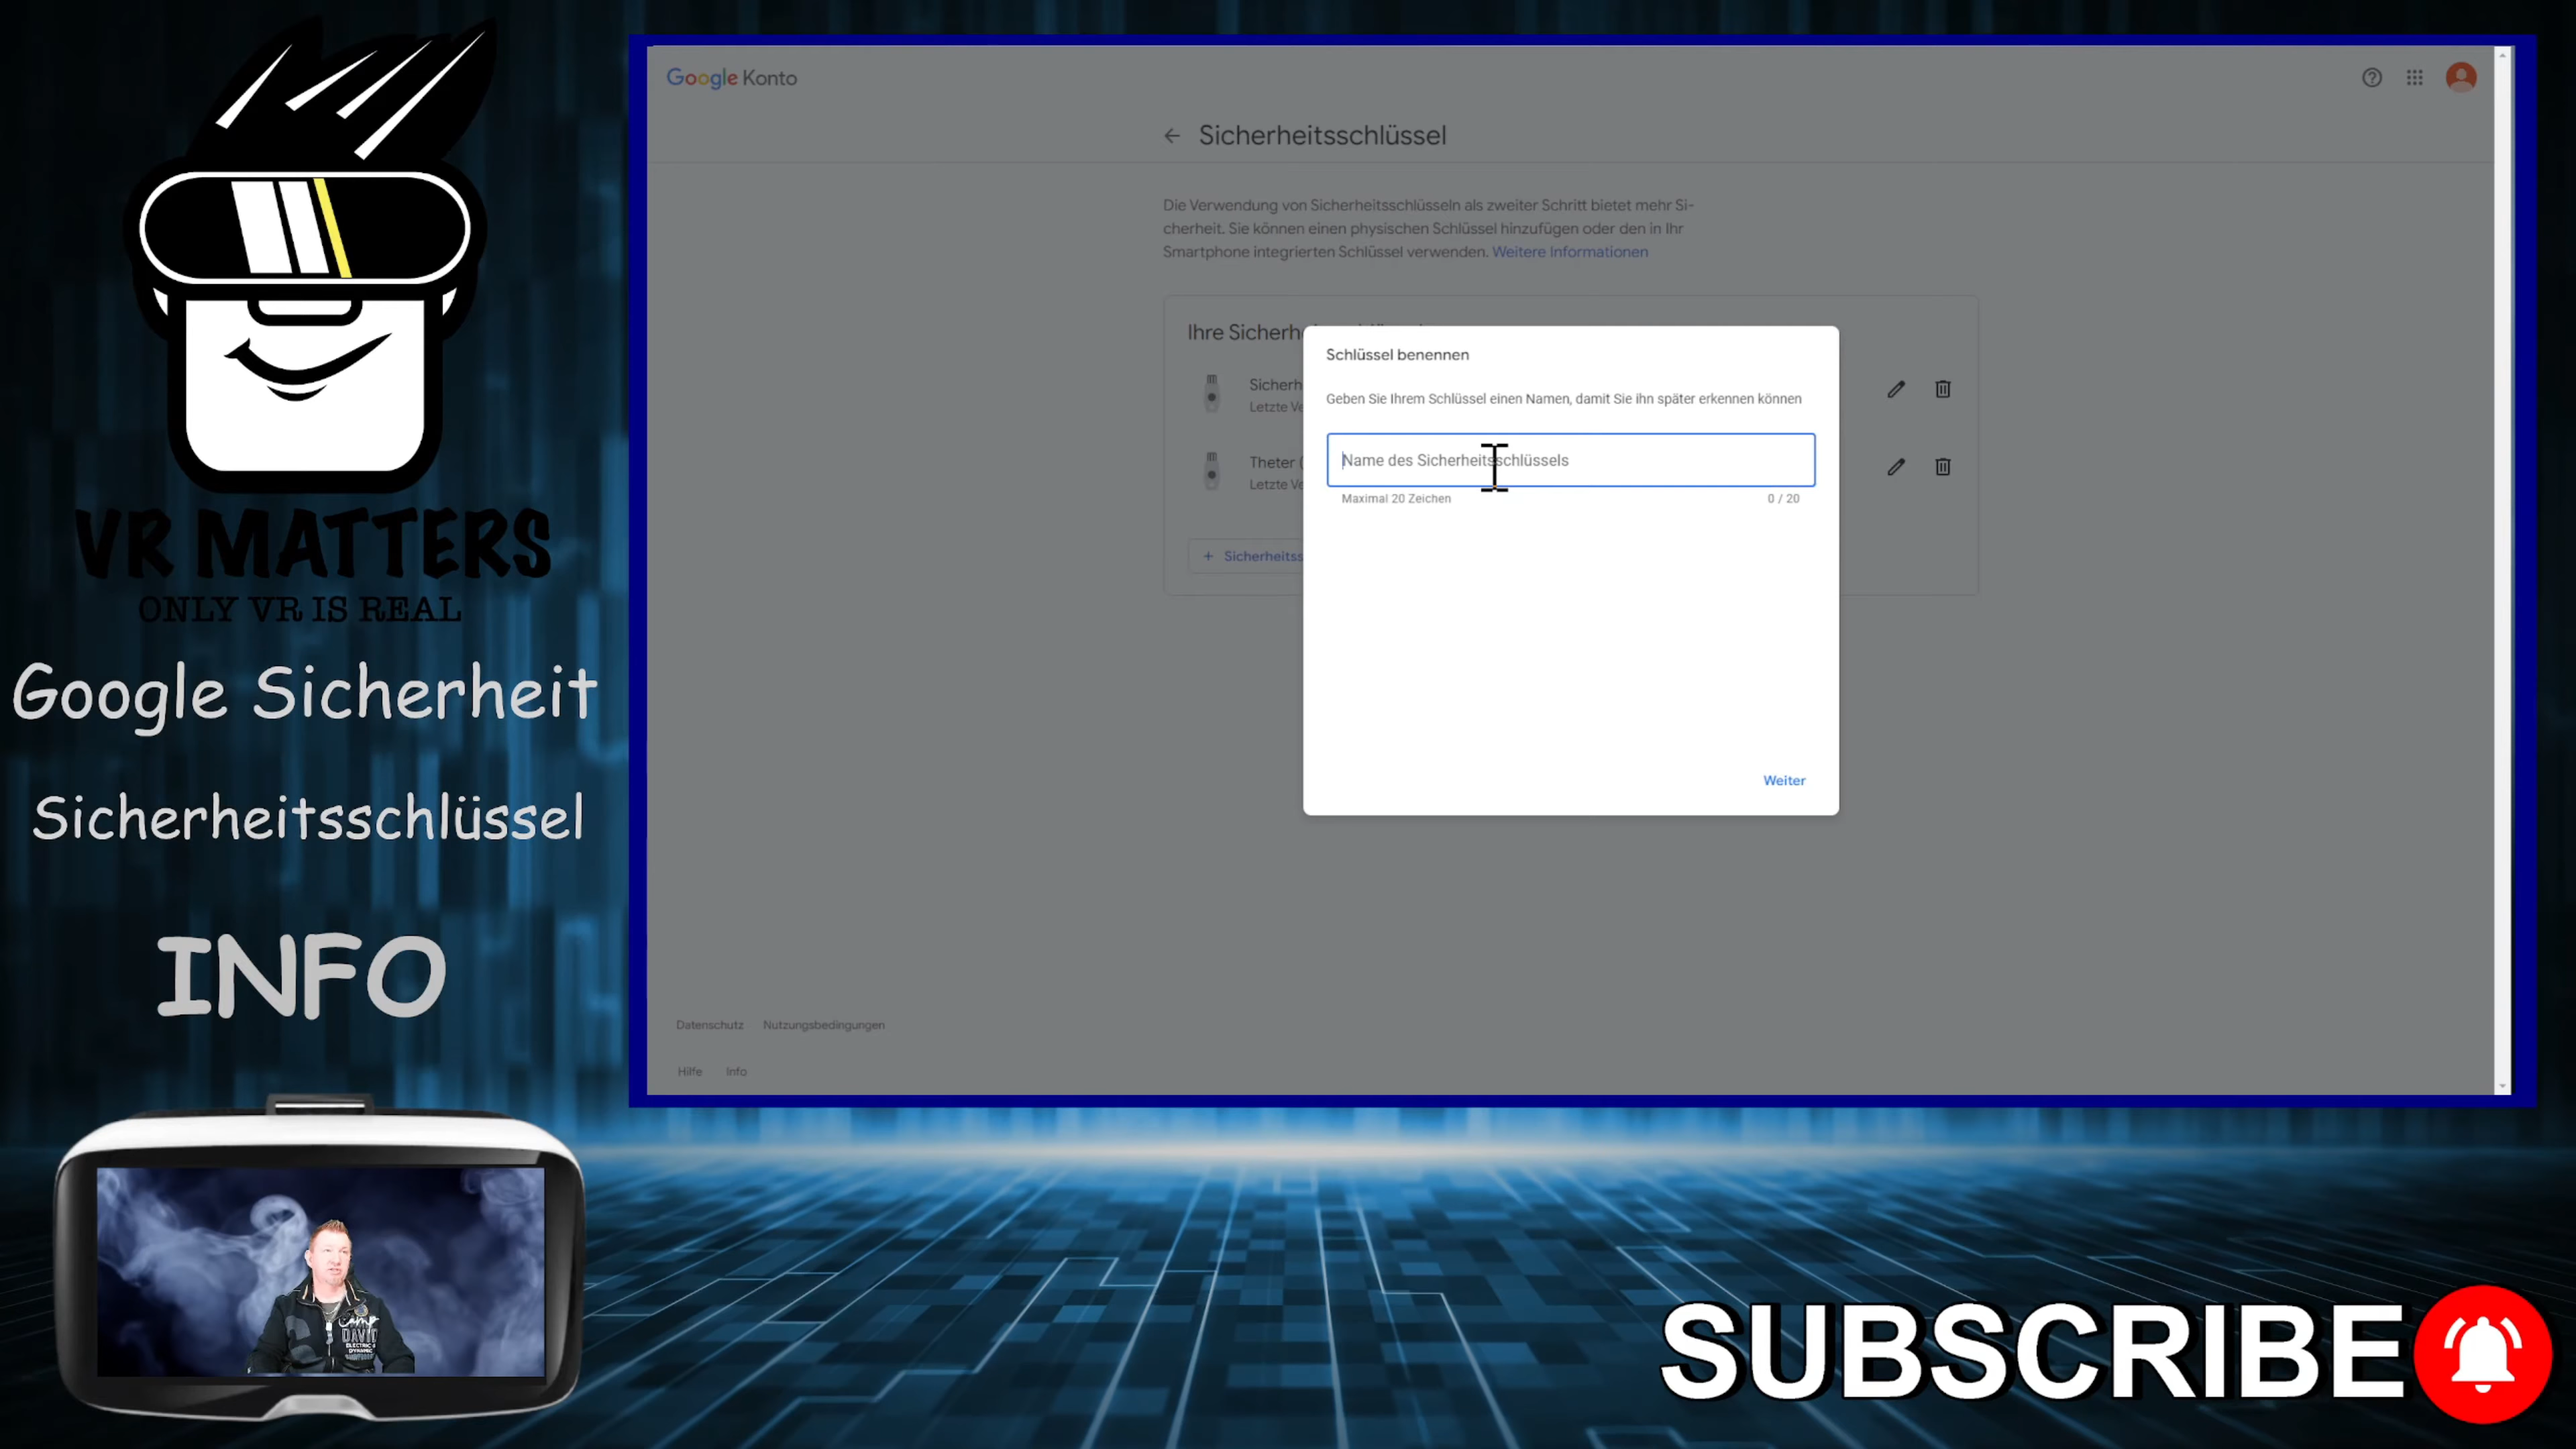 VR MATTERS
ONLY VR IS REAL
Google Sicherheit
Sicherheitsschlüssel
INFO
Google Konto
Sicherheitsschlüssel
Die Verwendung von Sicherheitsschlüsseln als zweiter Schritt bietet mehr Si-
cherheit. Sie können einen physischen Schlüssel hinzufügen oder den in Ihr
Smartphone integrierten Schlüssel verwenden. Weitere Informationen
Ihre Sicherh
Sicherh
Letzte Ve
Theter (
Letzte Ve
+ Sicherheitss
Schlüssel benennen
Geben Sie Ihrem Schlüssel einen Namen, damit Sie ihn später erkennen können
Name des Sicherheitsschlüssels
Maximal 20 Zeichen 0 / 20
Weiter
Datenschutz Nutzungsbedingungen
Hilfe Info
Camp
DAVID
SUBSCRIBE